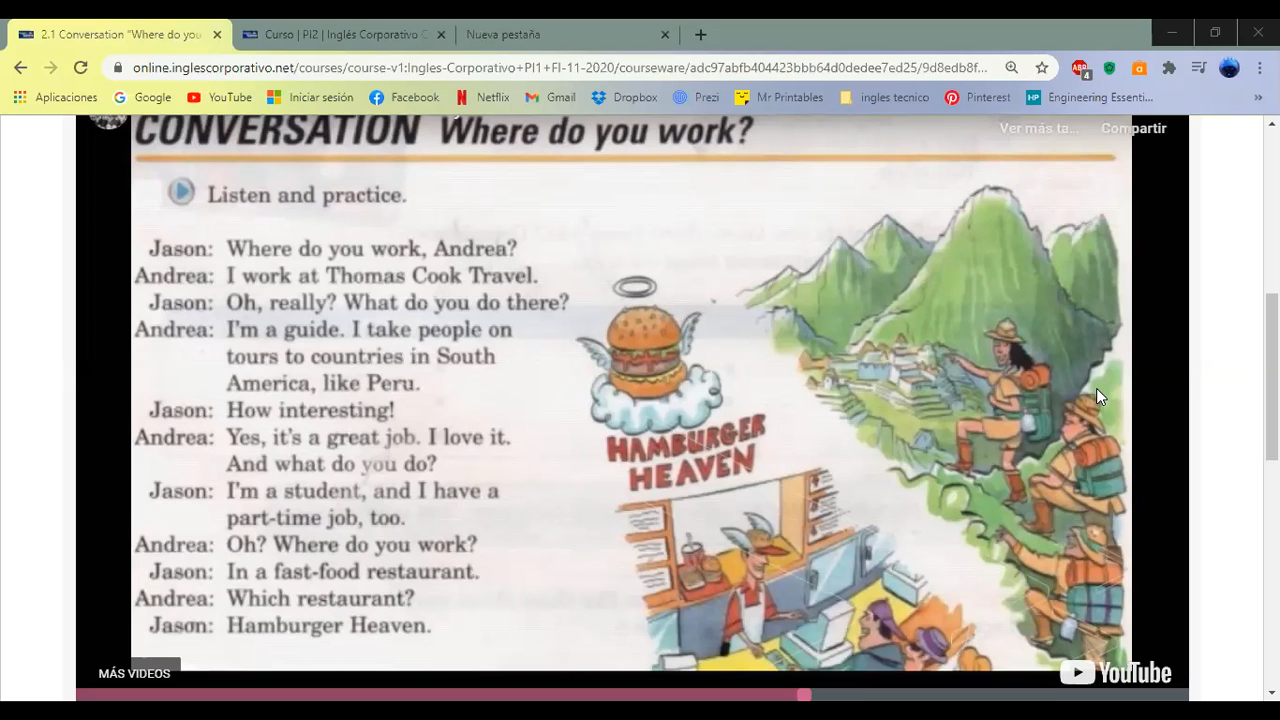 2.1 Conversation "Where do you
Curso | PI2 | Inglés Corporativo C
Nueva pestaña
online.inglescorporativo.net/courses/course-v1:Ingles-Corporativo+PI1+FI-11-2020/courseware/adc97abfb404423bbb64d0dedee7ed25/9d8edb8f...
ABP
4
Aplicaciones
Google
YouTube
Iniciar sesión
Facebook
Netflix
Gmail
Dropbox
Prezi
Mr Printables
ingles tecnico
Pinterest
HP
Engineering Essenti...
»
CONVERSATION Where do you work?
Ver más ta...
Compartir
Listen and practice.
Jason: Where do you work, Andrea?
Andrea: I work at Thomas Cook Travel.
Jason: Oh, really? What do you do there?
Andrea: I'm a guide. I take people on
tours to countries in South
America, like Peru.
Jason: How interesting!
Andrea: Yes, it's a great job. I love it.
And what do you do?
Jason: I'm a student, and I have a
part-time job, too.
Andrea: Oh? Where do you work?
Jason: In a fast-food restaurant.
Andrea: Which restaurant?
Jason: Hamburger Heaven.
HAMBURGER
HEAVEN
MÁS VIDEOS
YouTube